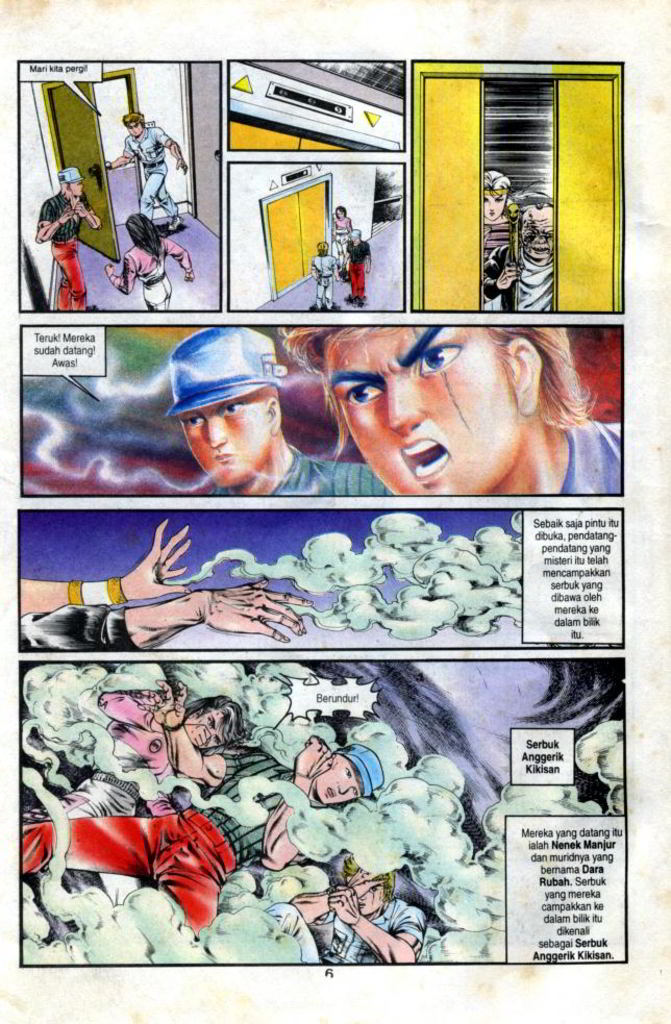 Mari kita pergi!
Teruk! Mereka
sudah datang!
Awas!
Sebaik saja pintu itu
dibuka, pendatang-
pendatang yang
misteri itu telah
mencampakkan
serbuk yang
dibawa oleh
mereka ke
dalam bilik
itu.
Berundur!
Serbuk
Anggerik
Kikisan
Mereka yang datang itu
ialah Nenek Manjur
dan muridnya yang
bernama Dara
Rubah. Serbuk
yang mereka
campakkan ke
dalam bilik itu
dikenali
sebagai Serbuk
Anggerik Kikisan.
6